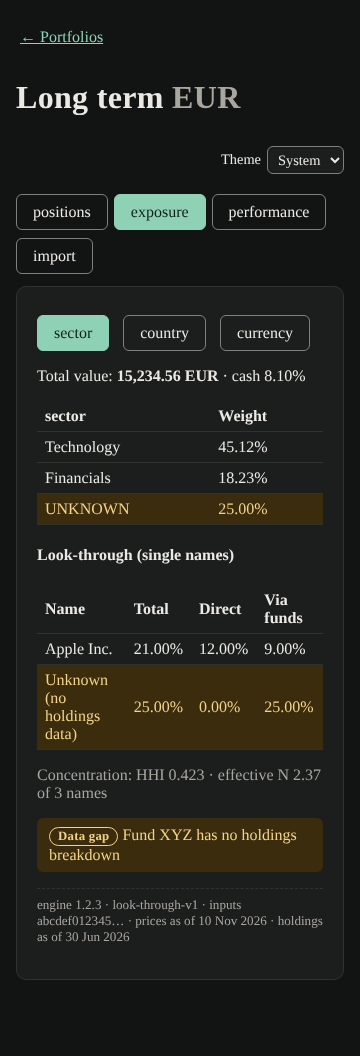 ← Portfolios
Long term EUR
Theme System
positions exposure performance
import
sector country currency
Total value: 15,234.56 EUR · cash 8.10%
sector Weight
Technology 45.12%
Financials 18.23%
UNKNOWN 25.00%
Look-through (single names)
Name Total Direct Via funds
Apple Inc. 21.00% 12.00% 9.00%
Unknown (no holdings data) 25.00% 0.00% 25.00%
Concentration: HHI 0.423 · effective N 2.37
of 3 names
Data gap Fund XYZ has no holdings
breakdown
engine 1.2.3 · look-through-v1 · inputs
abcdef012345… · prices as of 10 Nov 2026 · holdings
as of 30 Jun 2026